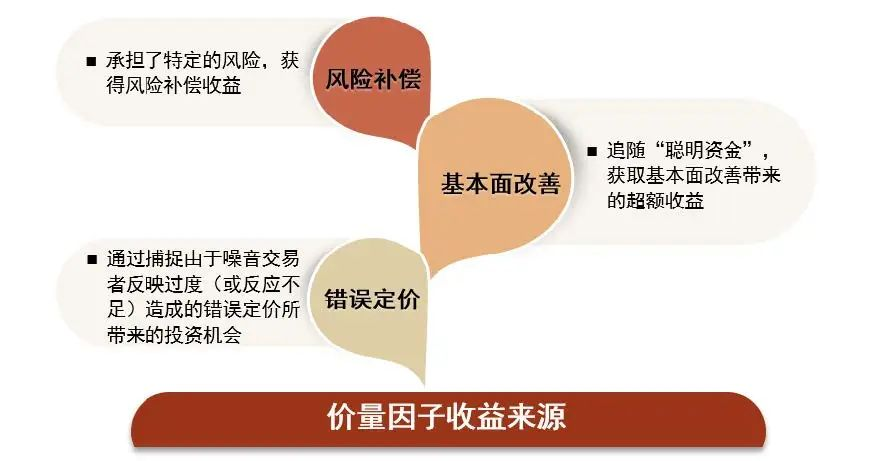 ■ 承担了特定的风险，获
得风险补偿收益
风险补偿
基本面改善
■ 追随“聪明资金”，
获取基本面改善带来
的超额收益
■ 通过捕捉由于噪音交易
者反映过度（或反应不
足）造成的错误定价所
带来的投资机会
错误定价
价量因子收益来源